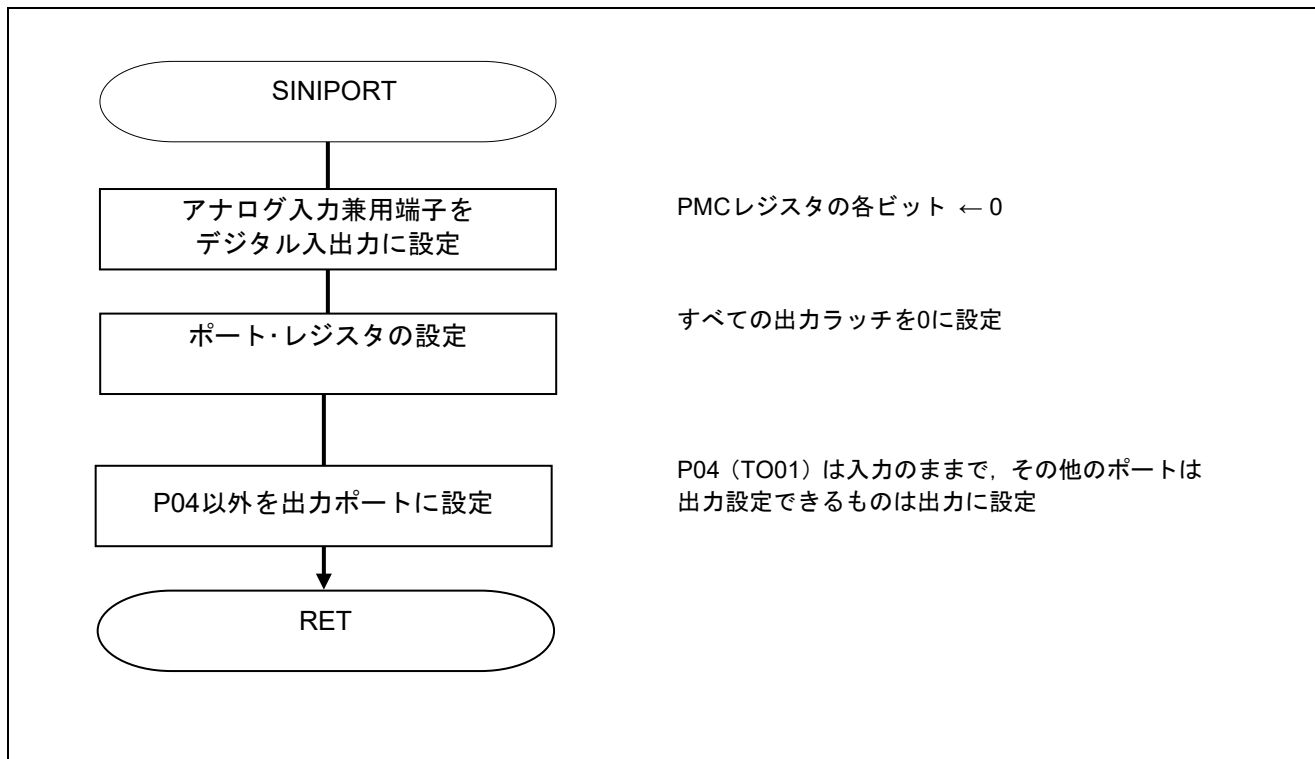 SINIPORT
アナログ入力兼用端子を
デジタル入出力に設定
PMCレジスタの各ビット ← 0
ポート･レジスタの設定
すべての出力ラッチを0に設定
P04以外を出力ポートに設定
P04（TO01）は入力のままで，その他のポートは
出力設定できるものは出力に設定
RET